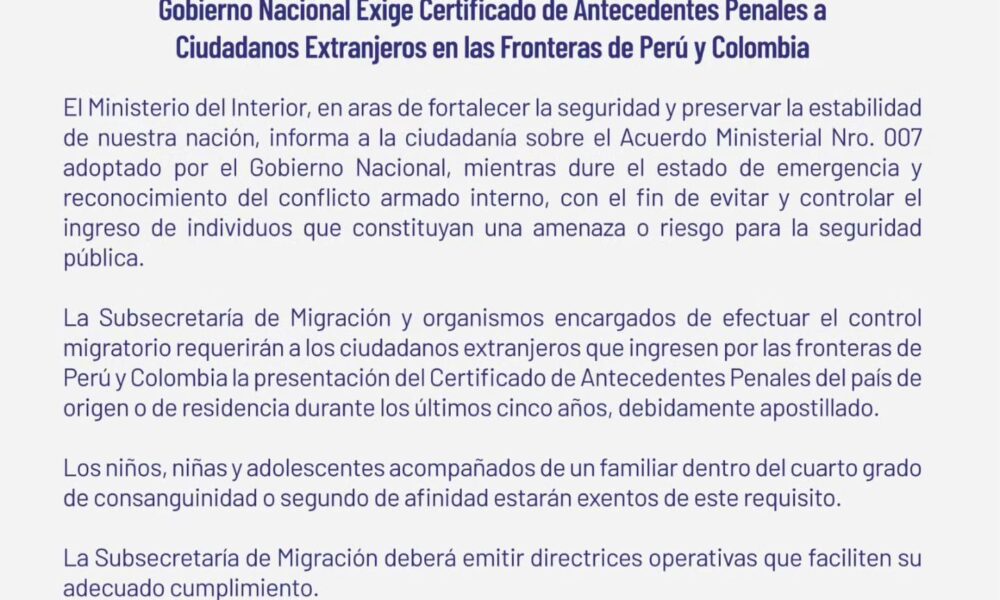 Gobierno Nacional Exige Certificado de Antecedentes Penales a
Ciudadanos Extranjeros en las Fronteras de Perú y Colombia
El Ministerio del Interior, en aras de fortalecer la seguridad y preservar la estabilidad
de nuestra nación, informa a la ciudadanía sobre el Acuerdo Ministerial Nro. 007
adoptado por el Gobierno Nacional, mientras dure el estado de emergencia y
reconocimiento del conflicto armado interno, con el fin de evitar y controlar el
ingreso de individuos que constituyan una amenaza o riesgo para la seguridad
pública.
La Subsecretaría de Migración y organismos encargados de efectuar el control
migratorio requerirán a los ciudadanos extranjeros que ingresen por las fronteras de
Perú y Colombia la presentación del Certificado de Antecedentes Penales del país de
origen o de residencia durante los últimos cinco años, debidamente apostillado.
Los niños, niñas y adolescentes acompañados de un familiar dentro del cuarto grado
de consanguinidad o segundo de afinidad estarán exentos de este requisito.
La Subsecretaría de Migración deberá emitir directrices operativas que faciliten su
adecuado cumplimiento.